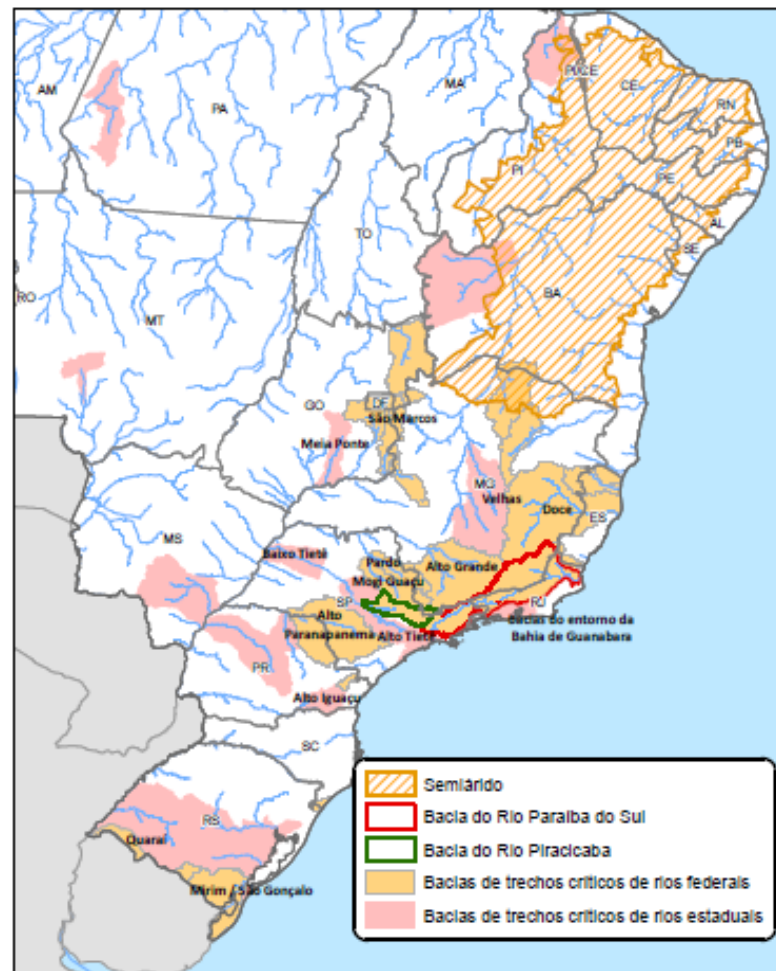 MA
PI/CE
CE
AM
PA
RN
PB
PI
PE
AL
TO
SE
BA
RO
MT
GO
DF
São Marcos
Meia Ponte
MG
Velhas
Doce
ES
MS
Baixo Tietê
Pardo
Alto Grande
Mogi Guaçu
SP
RJ
Alto
Paranapanema
Alto Tietê
Bacias do entorno da
Bahia de Guanabara
PR
Alto Iguaçu
SC
RS
Quaraí
Mirim / São Gonçalo
Semiárido
Bacia do Rio Paraíba do Sul
Bacia do Rio Piracicaba
Bacias de trechos críticos de rios federais
Bacias de trechos críticos de rios estaduais